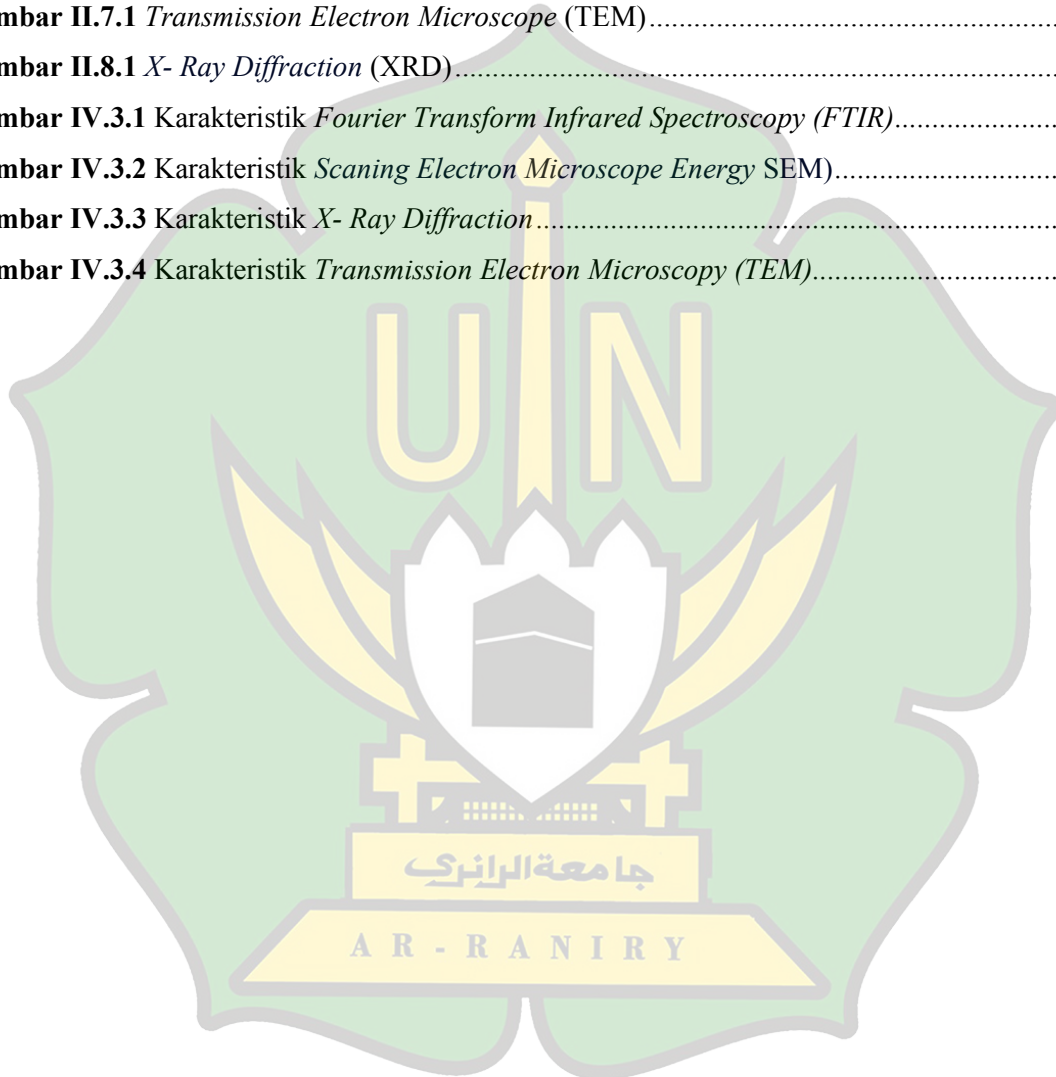 mbar II.7.1 Transmission Electron Microscope (TEM)......................................................................
mbar II.8.1 X- Ray Diffraction (XRD)......................................................................................................
mbar IV.3.1 Karakteristik Fourier Transform Infrared Spectroscopy (FTIR)............................
mbar IV.3.2 Karakteristik Scaning Electron Microscope Energy SEM)......................................
mbar IV.3.3 Karakteristik X- Ray Diffraction.........................................................................................
mbar IV.3.4 Karakteristik Transmission Electron Microscopy (TEM)..........................................
UIN
جامعةالرانرك
AR-RANIRY